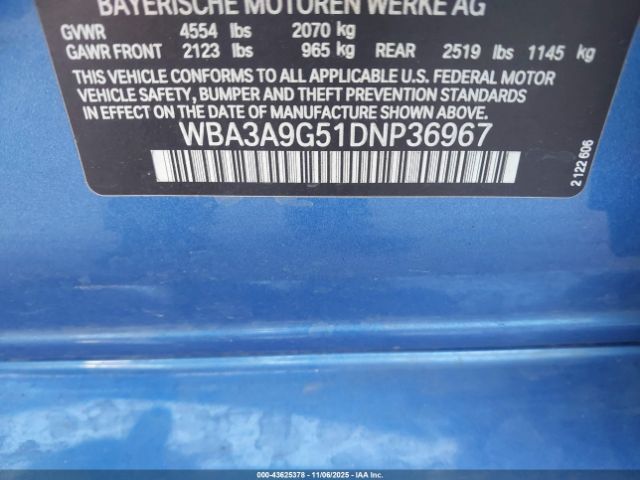 BAYERISCHE MOTOREN WERKE AG
GVWR 4554 lbs 2070 kg
GAWR FRONT 2123 lbs 965 kg REAR 2519 lbs 1145 kg
THIS VEHICLE CONFORMS TO ALL APPLICABLE U.S. FEDERAL MOTOR
VEHICLE SAFETY, BUMPER AND THEFT PREVENTION STANDARDS
IN EFFECT ON THE DATE OF MANUFACTURE SHOWN ABOVE.
WBA3A9G51DNP36967
2 122 606
000-43625378 - 11/06/2025 - IAAI.COM